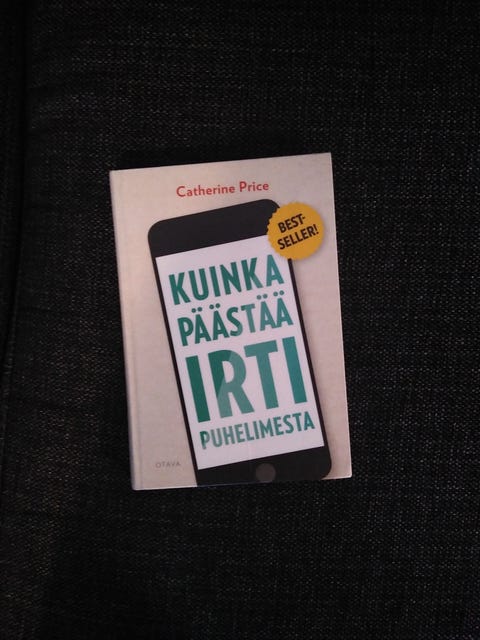 Catherine Price
BEST-
SELLER!
KUINKA
PÄÄSTÄÄ
IRTI
PUHELIMESTA
OTAVA